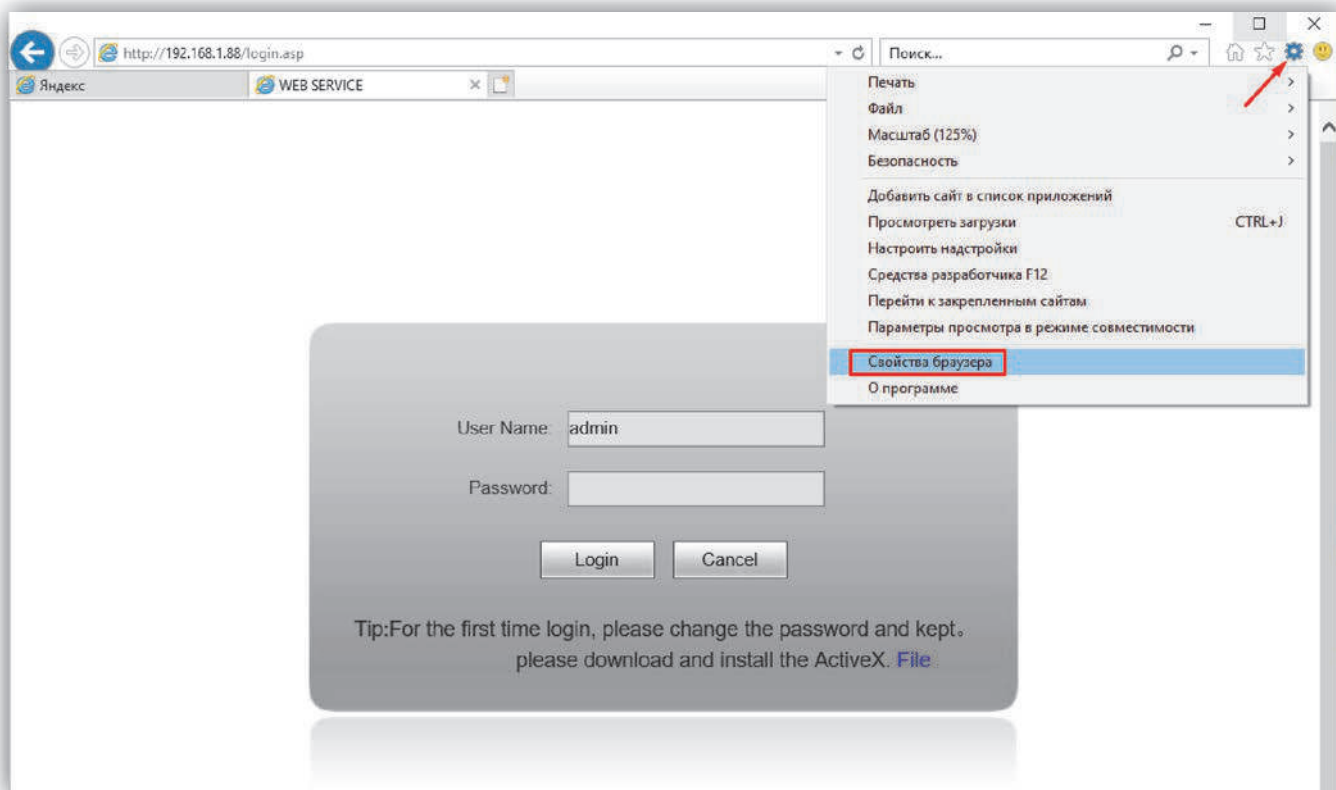 http://192.168.1.88/login.asp
Поиск...
Яндекс
WEB SERVICE
Печать
Файл
Масштаб (125%)
Безопасность
Добавить сайт в список приложений
Просмотреть загрузки CTRL+J
Настроить надстройки
Средства разработчика F12
Перейти к закрепленным сайтам
Параметры просмотра в режиме совместимости
Свойства браузера
О программе
User Name: admin
Password:
Login Cancel
Tip:For the first time login, please change the password and kept。
please download and install the ActiveX. File